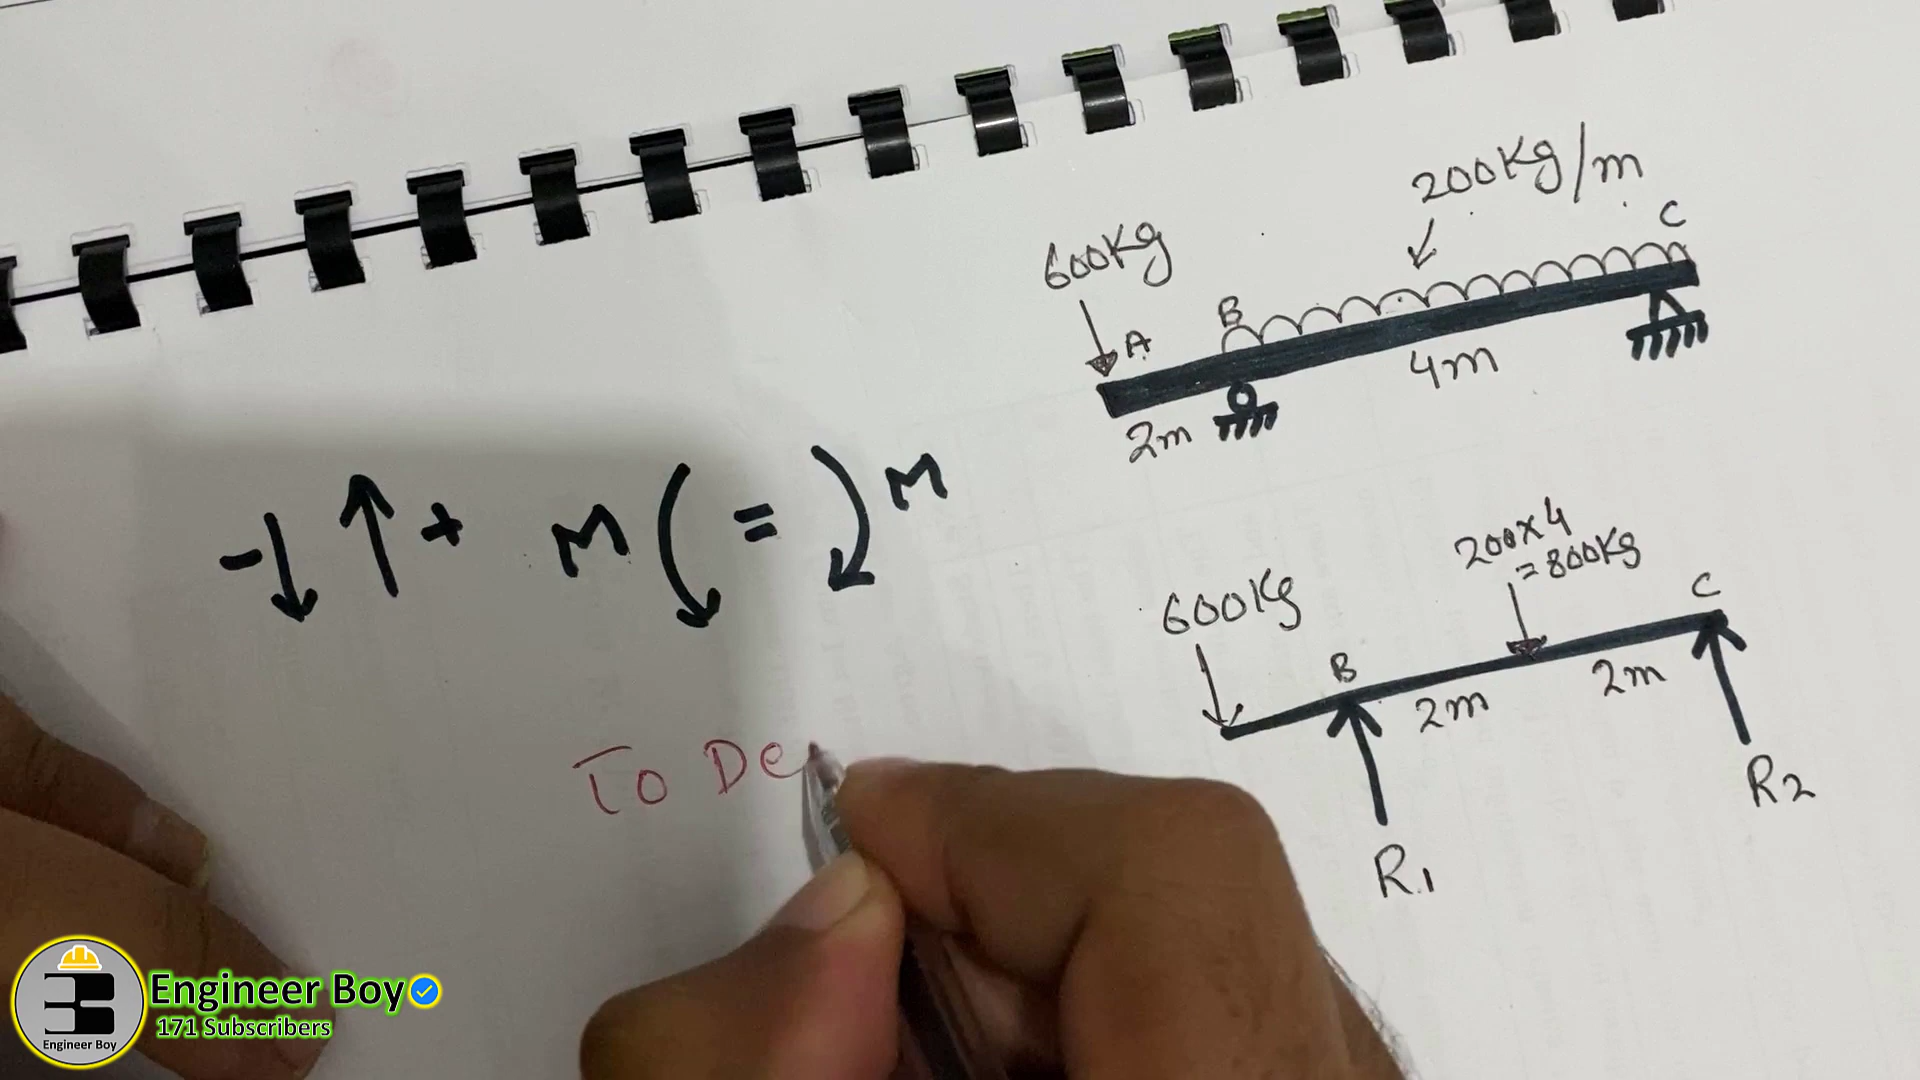 200Kg/m
600Kg
A
B
C
2m
4m
- + M = M
200x4
=800Kg
600Kg
B
C
2m
2m
R1
R2
To De
Engineer Boy
171 Subscribers
Engineer Boy